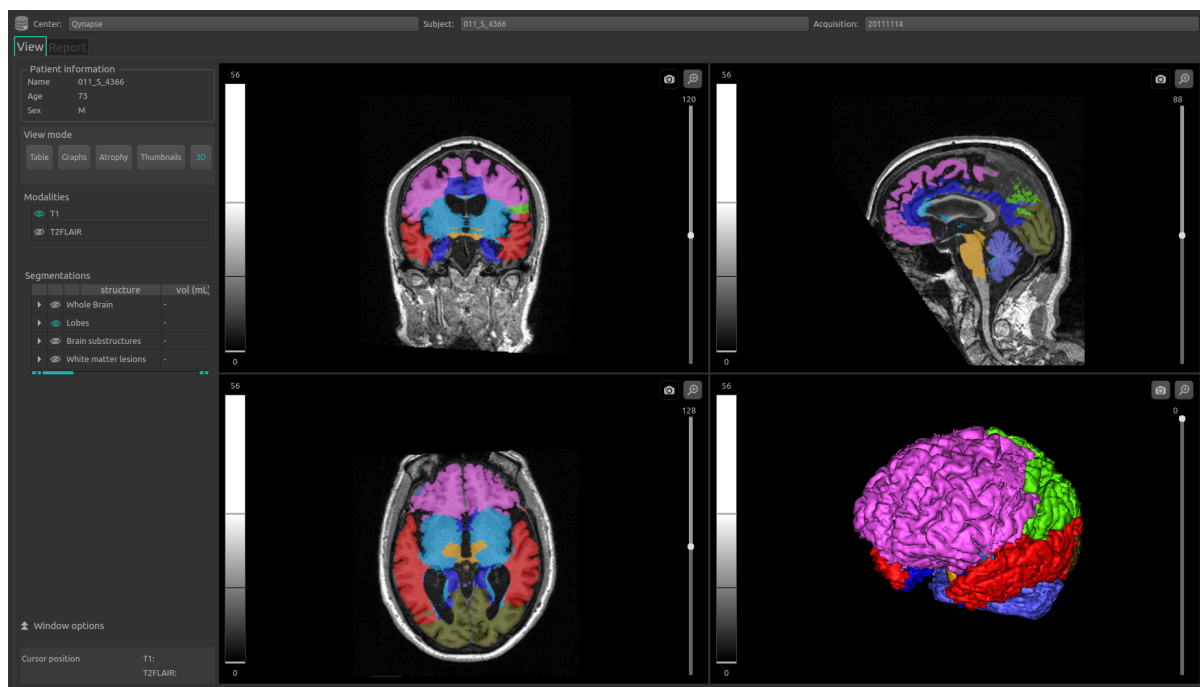 Center: Qynapse Subject: 011_S_4366 Acquisition: 20111114
View Report
Patient information
Name 011_S_4366
Age 73
Sex M
View mode
Table Graphs Atrophy Thumbnails 3D
Modalities
T1
T2FLAIR
Segmentations
structure vol (mL)
Whole Brain -
Lobes -
Brain substructures -
White matter lesions -
Window options
Cursor position T1:
T2FLAIR:
56
120
0
56
88
0
56
128
0
56
0
0